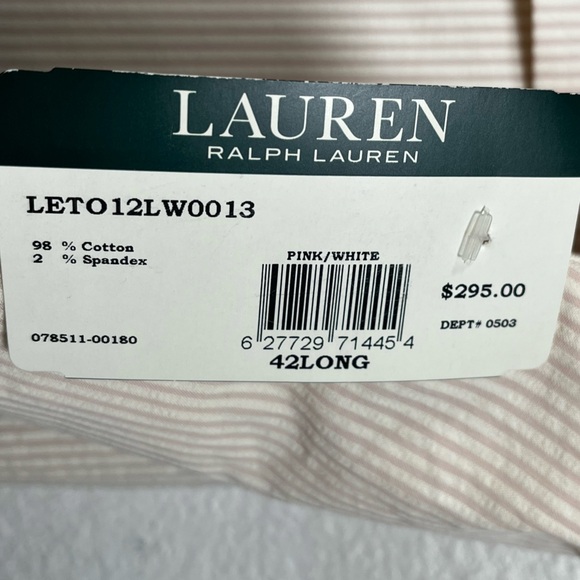 LAUREN
RALPH LAUREN
LETO12LW0013
98 % Cotton
2 % Spandex
PINK/WHITE
$295.00
DEPT# 0503
078511-00180
6 27729 71445 4
42LONG